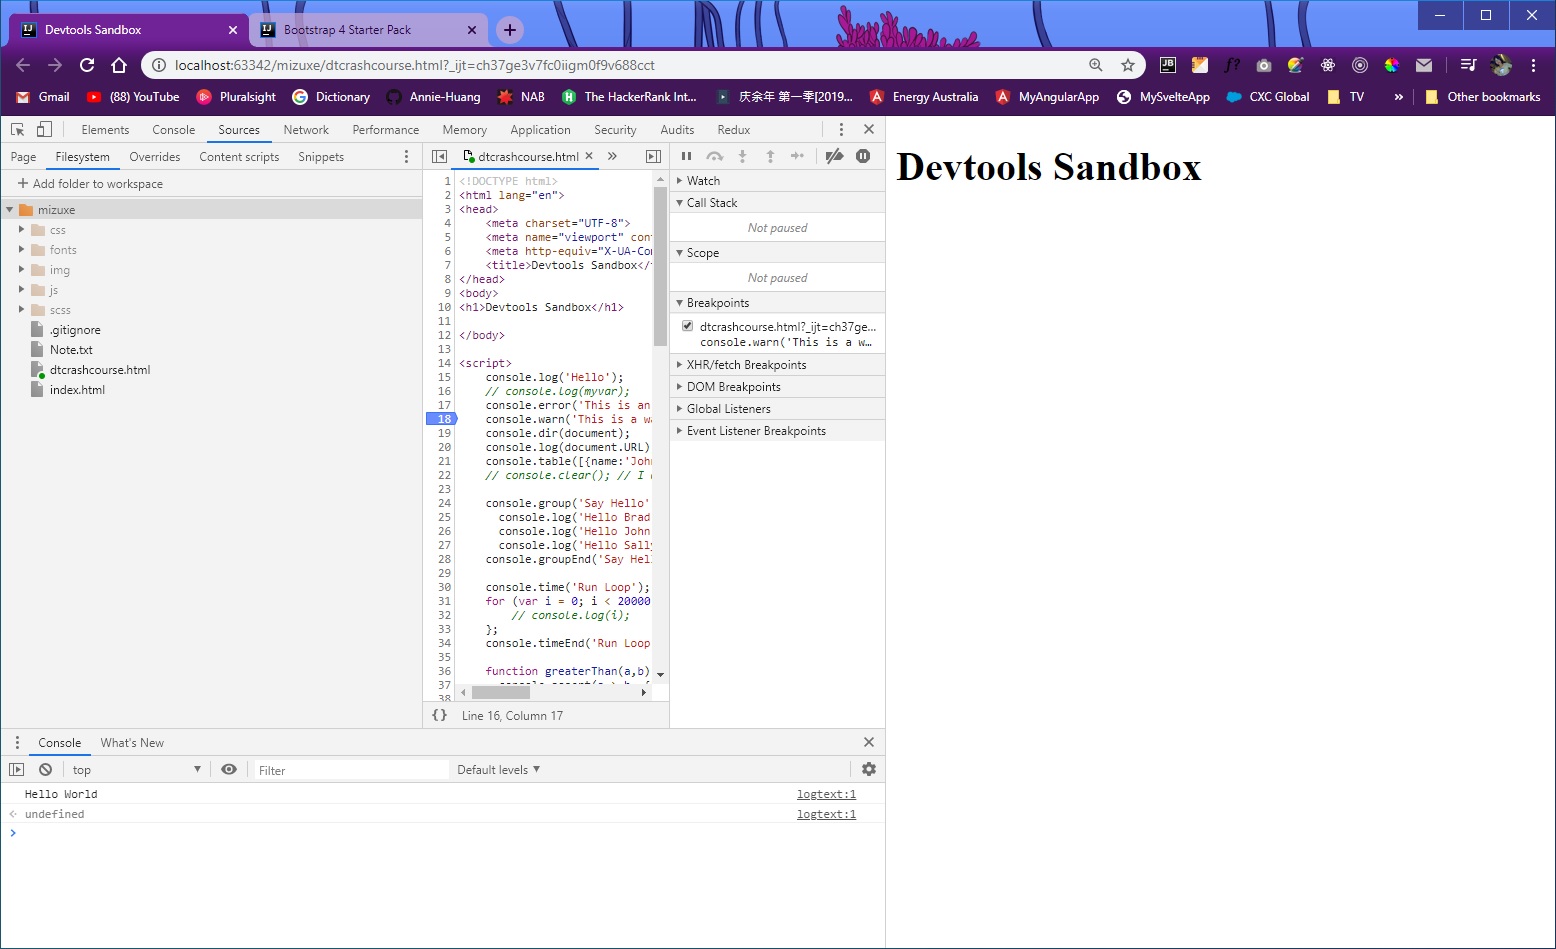 Devtools Sandbox
Bootstrap 4 Starter Pack
localhost:63342/mizuxe/dtcrashcourse.html?_ijt=ch37ge3v7fc0iigm0f9v688cct
Gmail (88) YouTube Pluralsight Dictionary Annie-Huang NAB The HackerRank Int... 庆余年 第一季[2019... Energy Australia MyAngularApp MySvelteApp CXC Global TV » Other bookmarks
Elements Console Sources Network Performance Memory Application Security Audits Redux
Page Filesystem Overrides Content scripts Snippets
+ Add folder to workspace
mizuxe
css
fonts
img
js
scss
.gitignore
Note.txt
dtcrashcourse.html
index.html
dtcrashcourse.html
1 <!DOCTYPE html>
2 <html lang="en">
3 <head>
4 <meta charset="UTF-8">
5 <meta name="viewport" con
6 <meta http-equiv="X-UA-Co
7 <title>Devtools Sandbox</
8 </head>
9 <body>
10 <h1>Devtools Sandbox</h1>
11
12 </body>
13
14 <script>
15 console.log('Hello');
16 // console.log(myvar);
17 console.error('This is an
18 console.warn('This is a w
19 console.dir(document);
20 console.log(document.URL)
21 console.table([{name:'Joh
22 // console.clear(); // I
23
24 console.group('Say Hello'
25 console.log('Hello Brad
26 console.log('Hello John
27 console.log('Hello Sally
28 console.groupEnd('Say Hel
29
30 console.time('Run Loop');
31 for (var i = 0; i < 20000
32 // console.log(i);
33 };
34 console.timeEnd('Run Loop
35
36 function greaterThan(a,b)
37
38
{} Line 16, Column 17
Watch
Call Stack
Not paused
Scope
Not paused
Breakpoints
dtcrashcourse.html?_ijt=ch37ge...
console.warn('This is a w...
XHR/fetch Breakpoints
DOM Breakpoints
Global Listeners
Event Listener Breakpoints
Devtools Sandbox
Console What's New
top Filter Default levels
Hello World logtext:1
undefined logtext:1